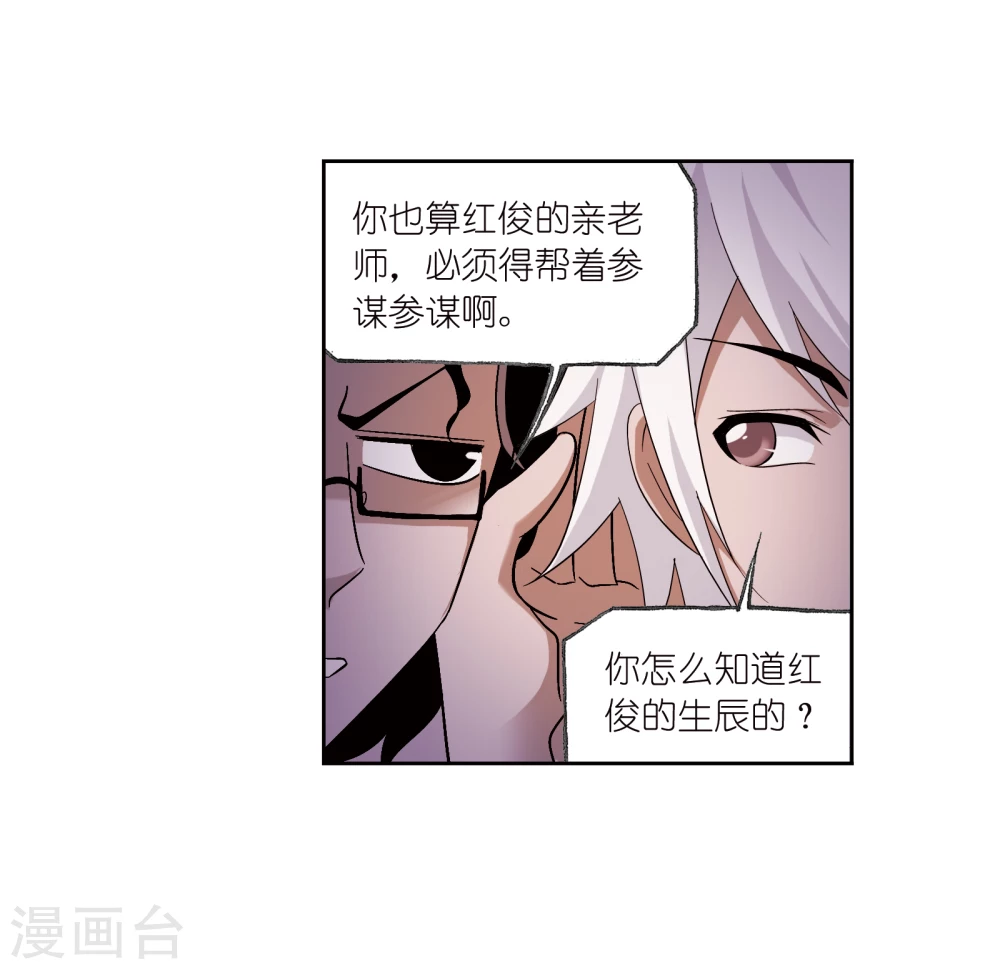 你也算红俊的亲老
师，必须得帮着参
谋参谋啊。
你怎么知道红
俊的生辰的？
漫画台